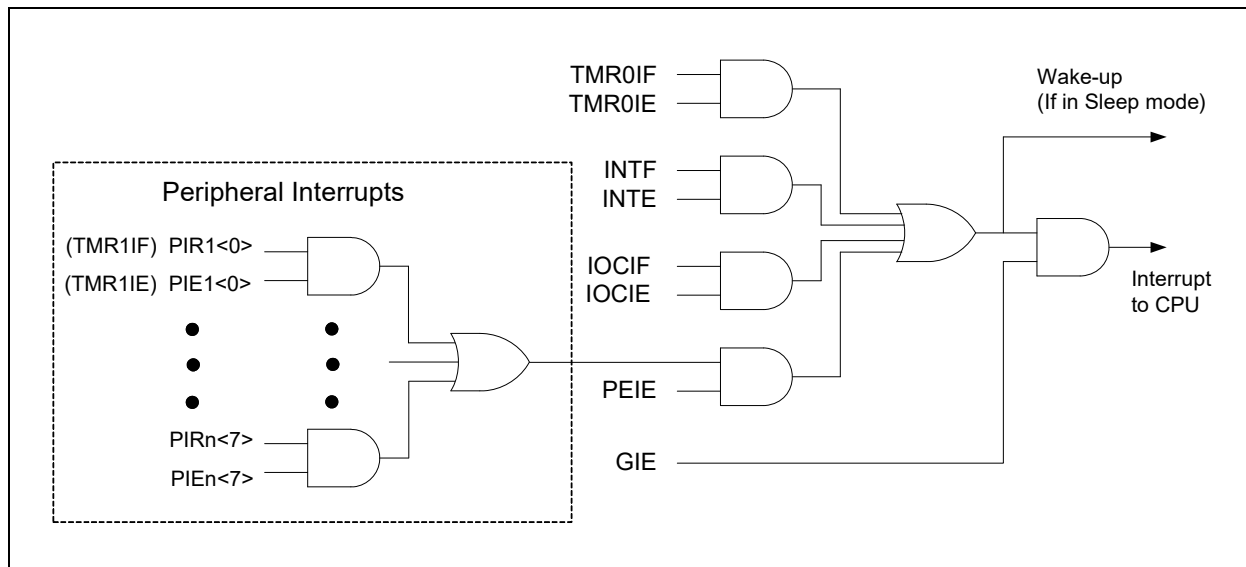 TMR0IF
TMR0IE
Wake-up
(If in Sleep mode)
INTF
INTE
Peripheral Interrupts
(TMR1IF) PIR1<0>
(TMR1IE) PIE1<0>
IOCIF
IOCIE
Interrupt
to CPU
PEIE
PIRn<7>
PIEn<7>
GIE